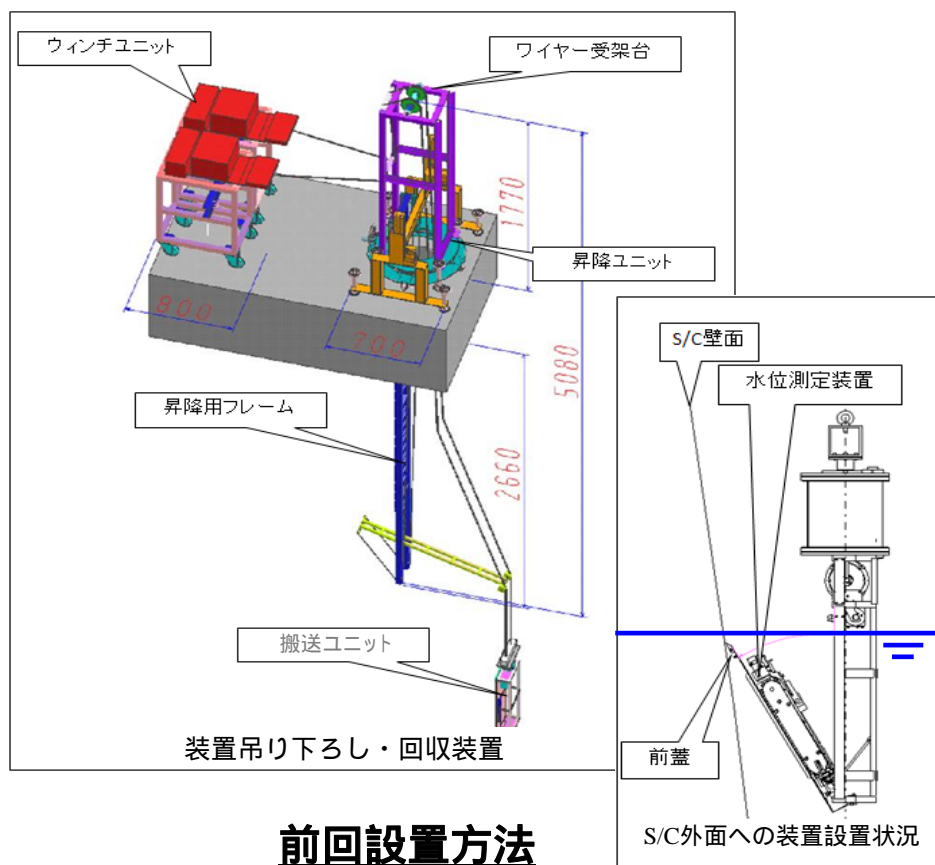 ウィンチユニット
ワイヤー受架台
1770
昇降ユニット
800
700
5080
S/C壁面
水位測定装置
昇降用フレーム
2660
搬送ユニット
前蓋
装置吊り下ろし・回収装置
S/C外面への装置設置状況
前回設置方法